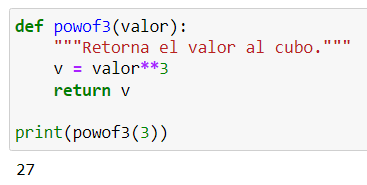 def powof3(valor):
    """Retorna el valor al cubo."""
    v = valor**3
    return v

print(powof3(3))
27